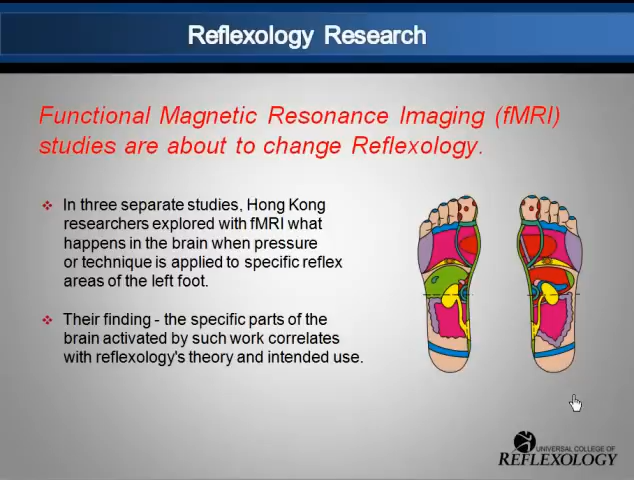 Reflexology Research
Functional Magnetic Resonance Imaging (fMRI)
studies are about to change Reflexology.
In three separate studies, Hong Kong
researchers explored with fMRI what
happens in the brain when pressure
or technique is applied to specific reflex
areas of the left foot.
Their finding - the specific parts of the
brain activated by such work correlates
with reflexology's theory and intended use.
UNIVERSAL COLLEGE OF
REFLEXOLOGY